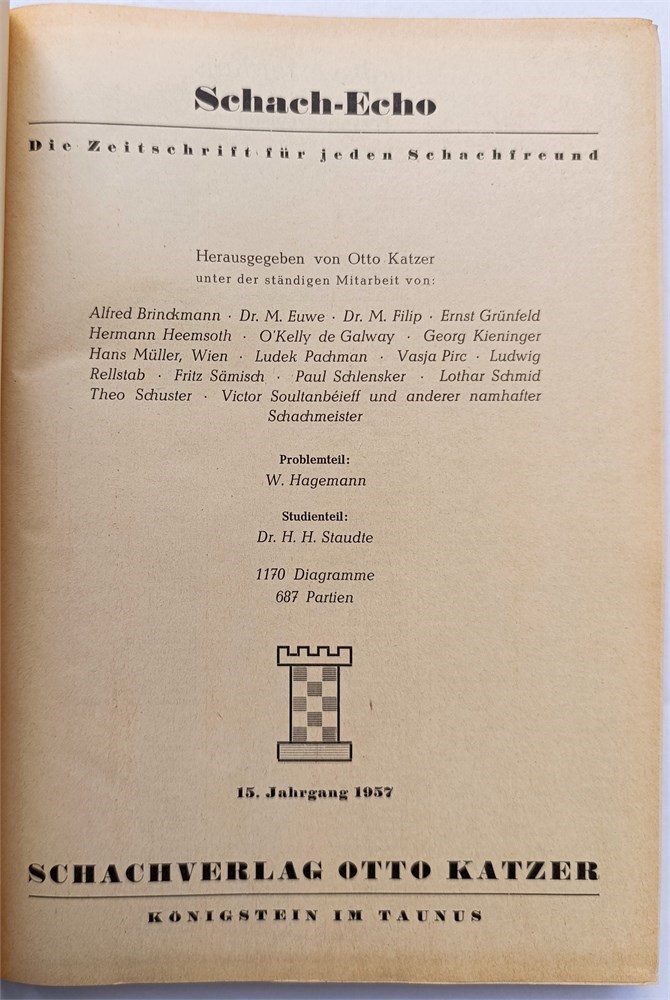 Schach-Echo
Die Zeitschrift für jeden Schachfreund
Herausgegeben von Otto Katzer
unter der ständigen Mitarbeit von:
Alfred Brinckmann · Dr. M. Euwe · Dr. M. Filip · Ernst Grünfeld
Hermann Heemsoth · O'Kelly de Galway · Georg Kieninger
Hans Müller, Wien · Ludek Pachman · Vasja Pirc · Ludwig
Rellstab · Fritz Sämisch · Paul Schlensker · Lothar Schmid
Theo Schuster · Victor Soultanbéieff und anderer namhafter
Schachmeister
Problemteil:
W. Hagemann
Studienteil:
Dr. H. H. Staudte
1170 Diagramme
687 Partien
15. Jahrgang 1957
SCHACHVERLAG OTTO KATZER
KÖNIGSTEIN IM TAUNUS